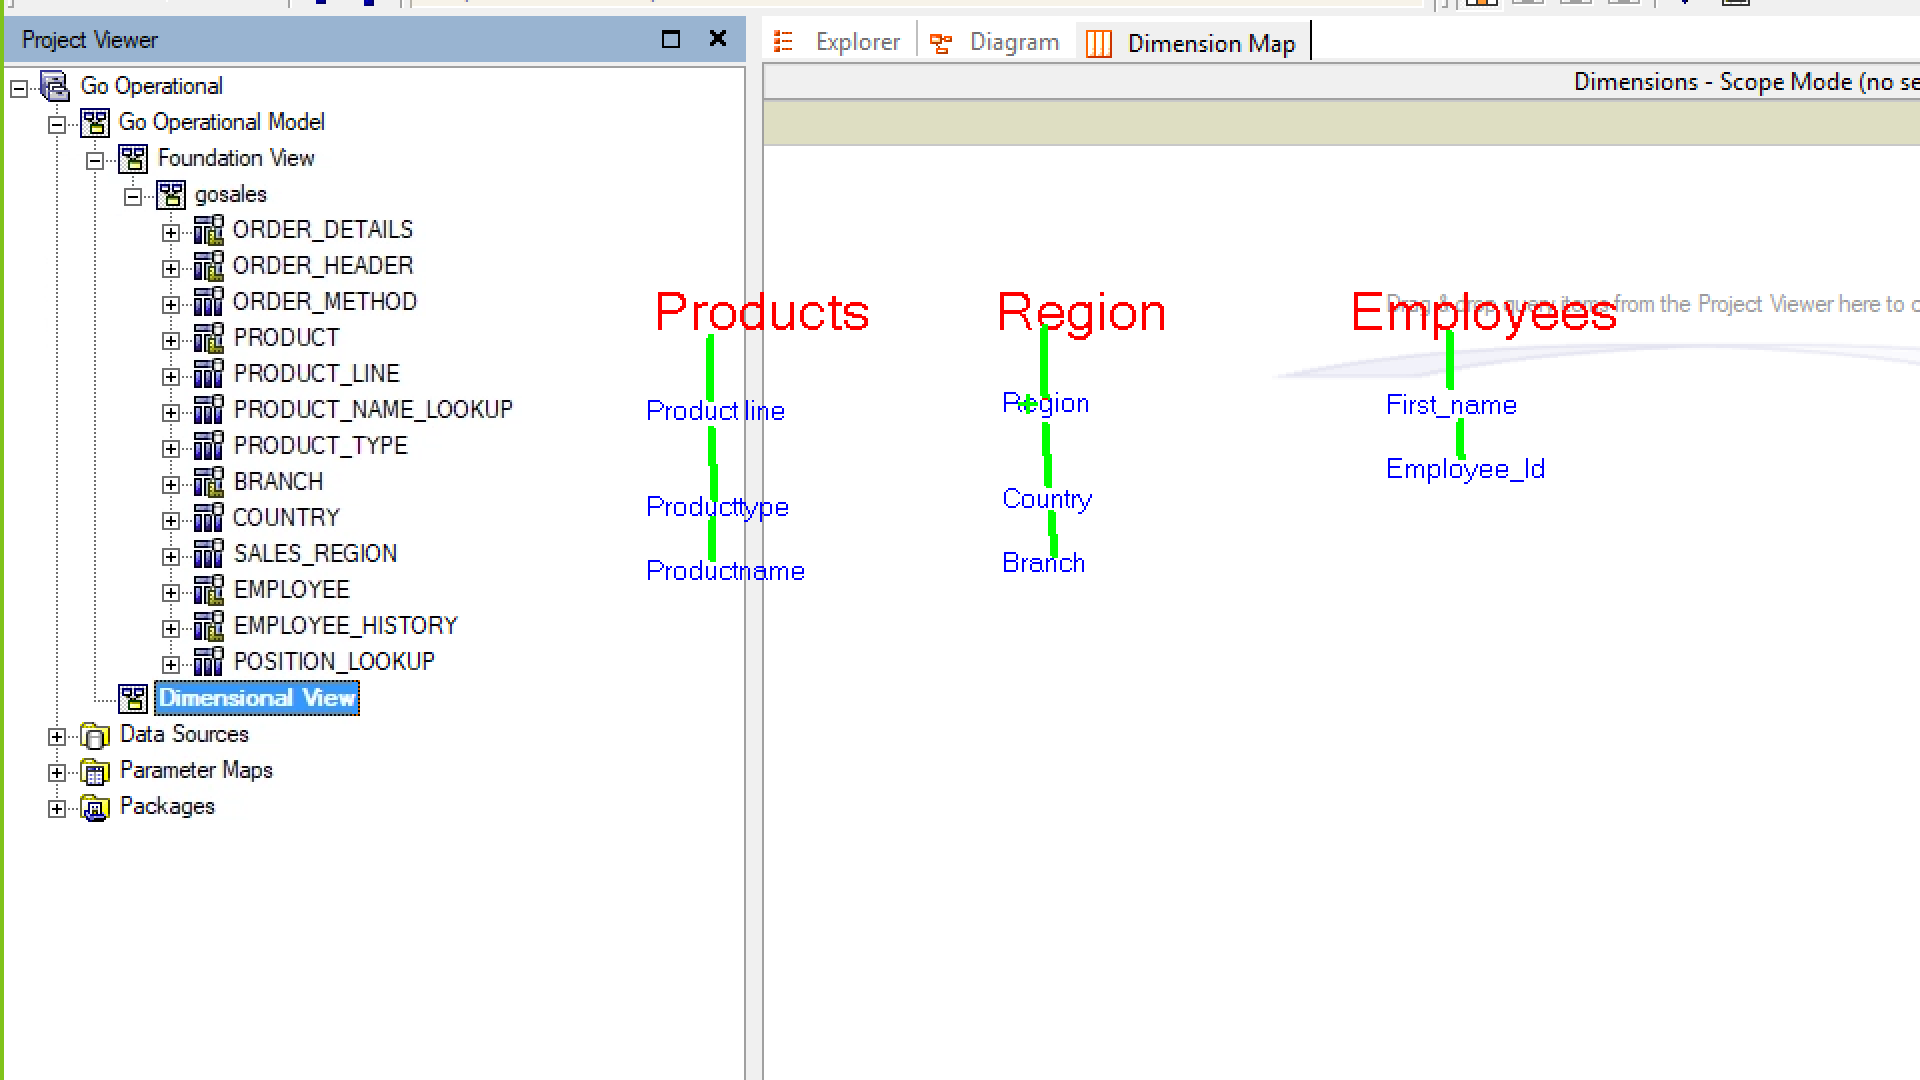 Project Viewer
Explorer
Diagram
Dimension Map
Dimensions - Scope Mode (no se
Go Operational
Go Operational Model
Foundation View
gosales
ORDER_DETAILS
ORDER_HEADER
ORDER_METHOD
PRODUCT
PRODUCT_LINE
PRODUCT_NAME_LOOKUP
PRODUCT_TYPE
BRANCH
COUNTRY
SALES_REGION
EMPLOYEE
EMPLOYEE_HISTORY
POSITION_LOOKUP
Dimensional View
Data Sources
Parameter Maps
Packages
Products
Product line
Producttype
Productname
Region
Region
Country
Branch
Employees
Drag & drop query items from the Project Viewer here to c
First_name
Employee_Id